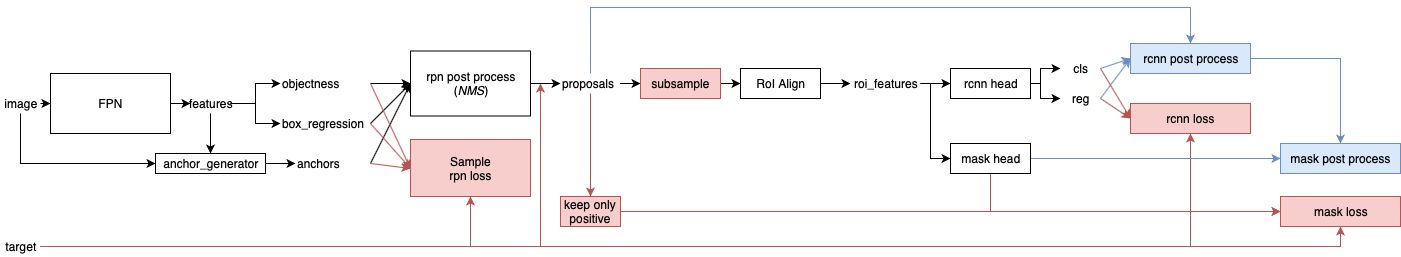 image
FPN
features
objectness
box_regression
anchor_generator
anchors
rpn post process
(NMS)
Sample
rpn loss
proposals
keep only
positive
subsample
RoI Align
roi_features
rcnn head
mask head
cls
reg
rcnn post process
rcnn loss
mask post process
mask loss
target